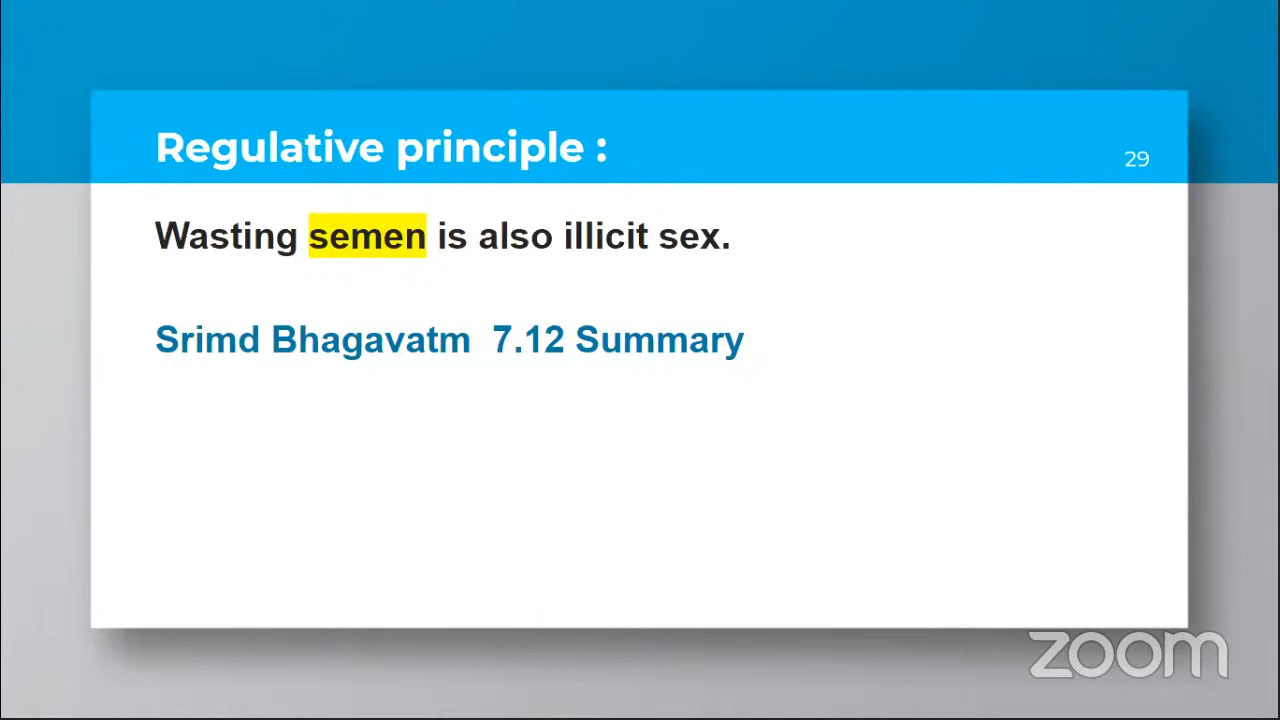 Regulative principle :
29
Wasting semen is also illicit sex.
Srimd Bhagavatm 7.12 Summary
zoom